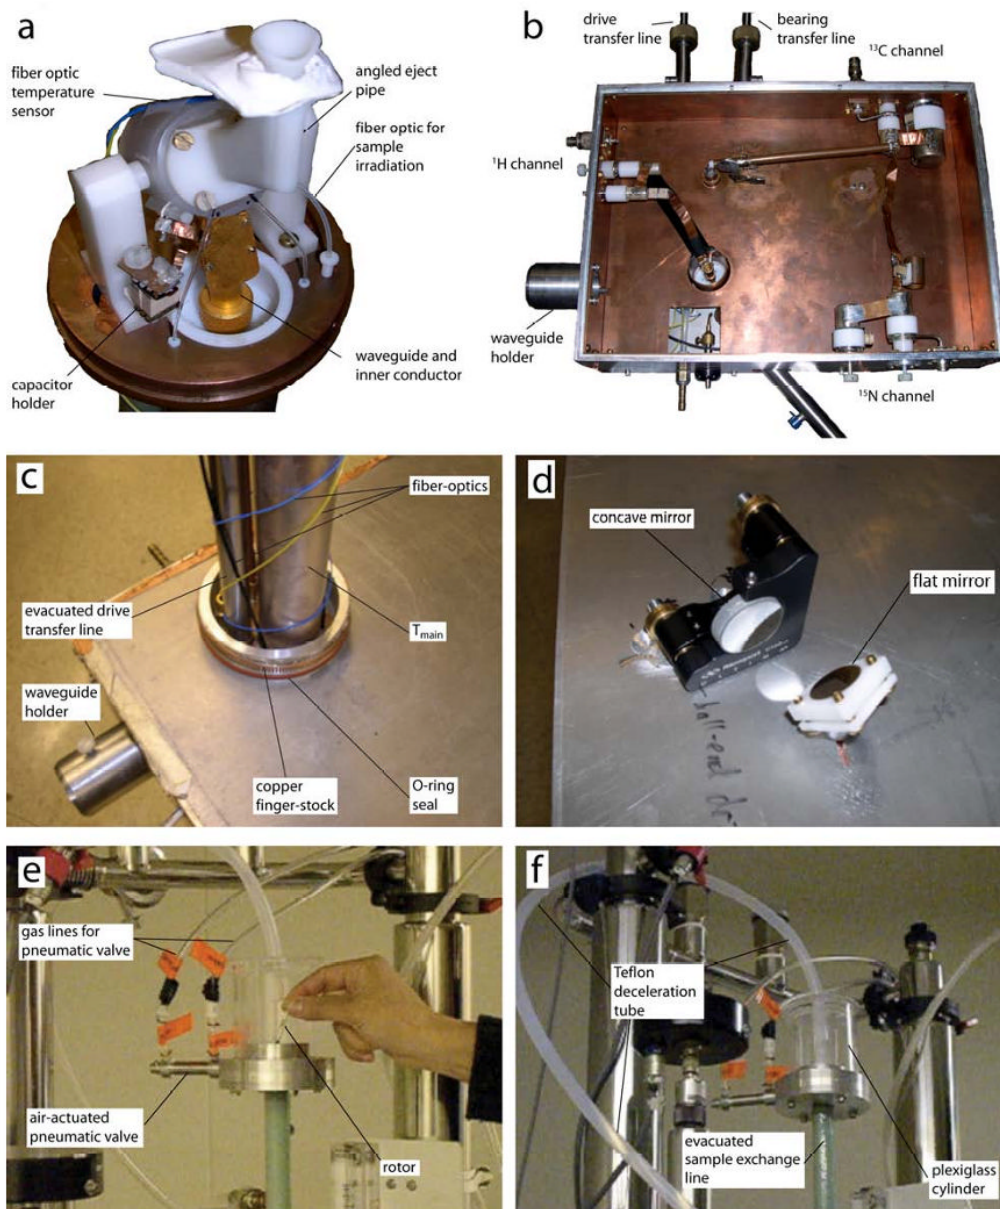 a
fiber optic
temperature
sensor
angled eject
pipe
fiber optic for
sample
irradiation
capacitor
holder
waveguide and
inner conductor
b
drive
transfer line
bearing
transfer line
¹³C channel
¹H channel
waveguide
holder
¹⁵N channel
c
fiber-optics
evacuated drive
transfer line
T_main
waveguide
holder
copper
finger-stock
O-ring
seal
d
concave mirror
flat mirror
ball-end dr-
e
gas lines for
pneumatic valve
air-actuated
pneumatic valve
rotor
f
Teflon
deceleration
tube
evacuated
sample exchange
line
plexiglass
cylinder